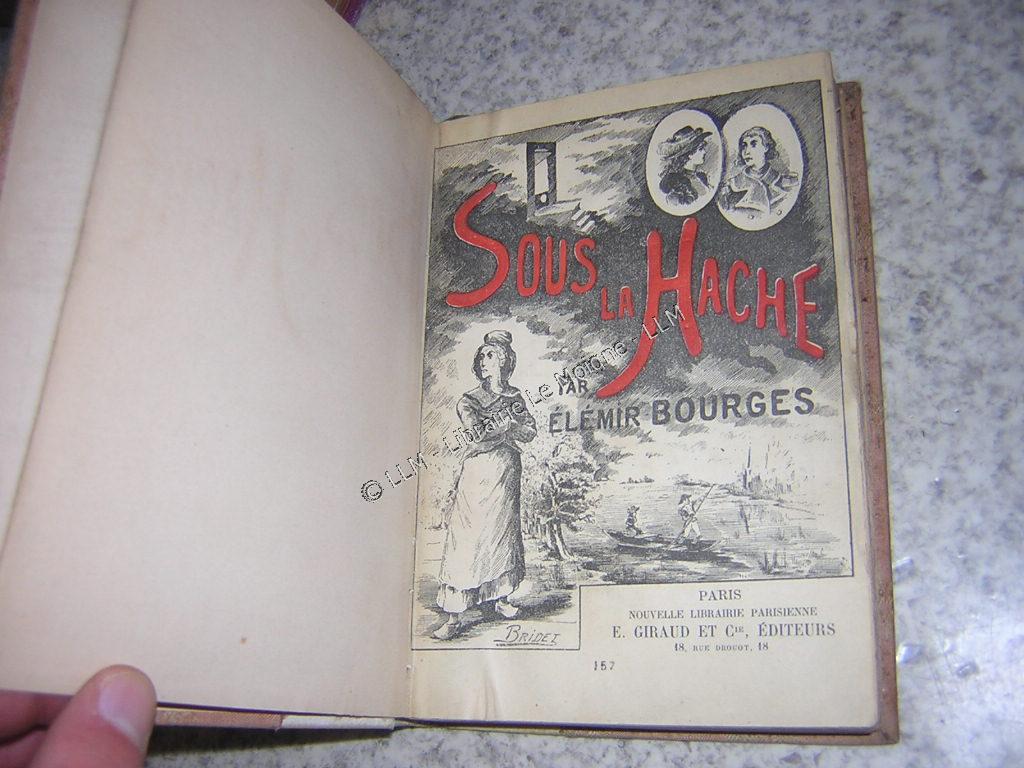 SOUS
LA HACHE
PAR
ÉLÉMIR BOURGES
© LLM - Librairie Le Moine - LLM
BRIDET
PARIS
NOUVELLE LIBRAIRIE PARISIENNE
E. GIRAUD ET Cie, ÉDITEURS
18, RUE DROUOT, 18
157